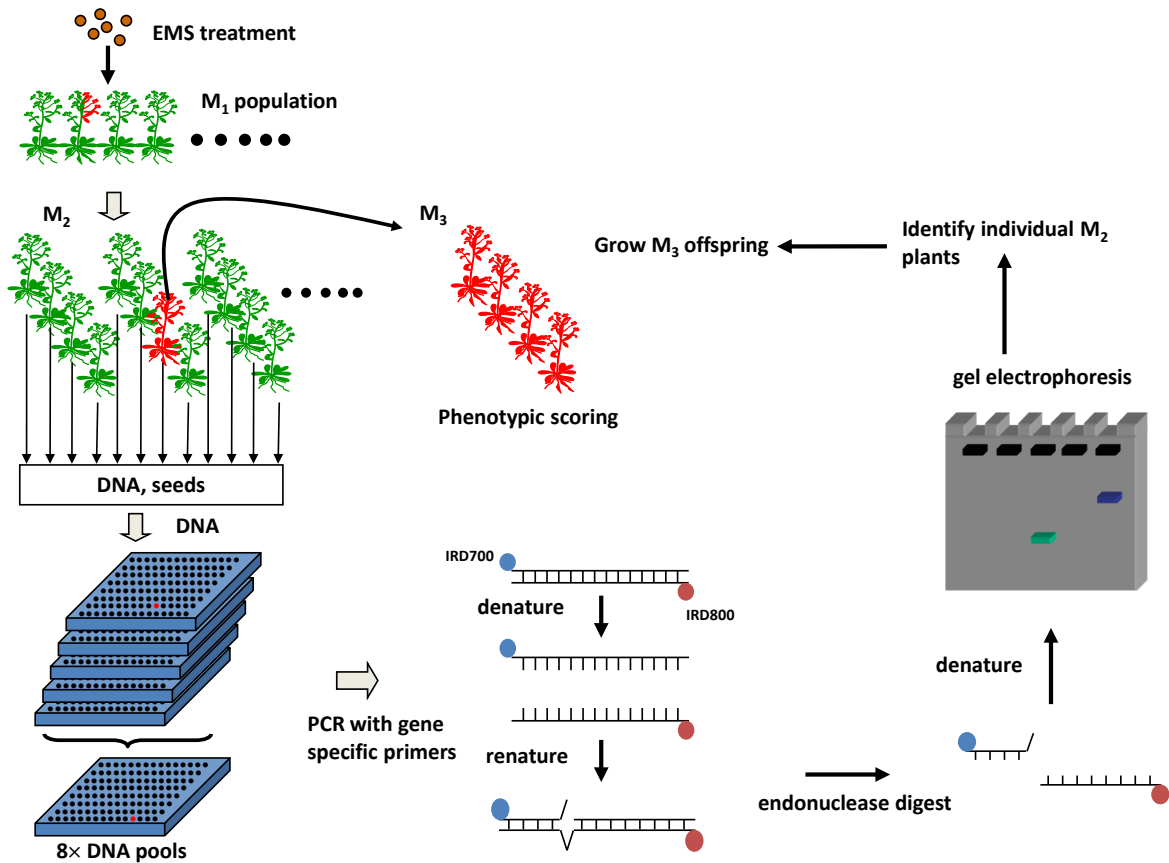 EMS treatment
M₁ population
M₂
M₃
Phenotypic scoring
DNA, seeds
DNA
8× DNA pools
PCR with gene
specific primers
IRD700
IRD800
denature
renature
endonuclease digest
denature
gel electrophoresis
Identify individual M₂
plants
Grow M₃ offspring